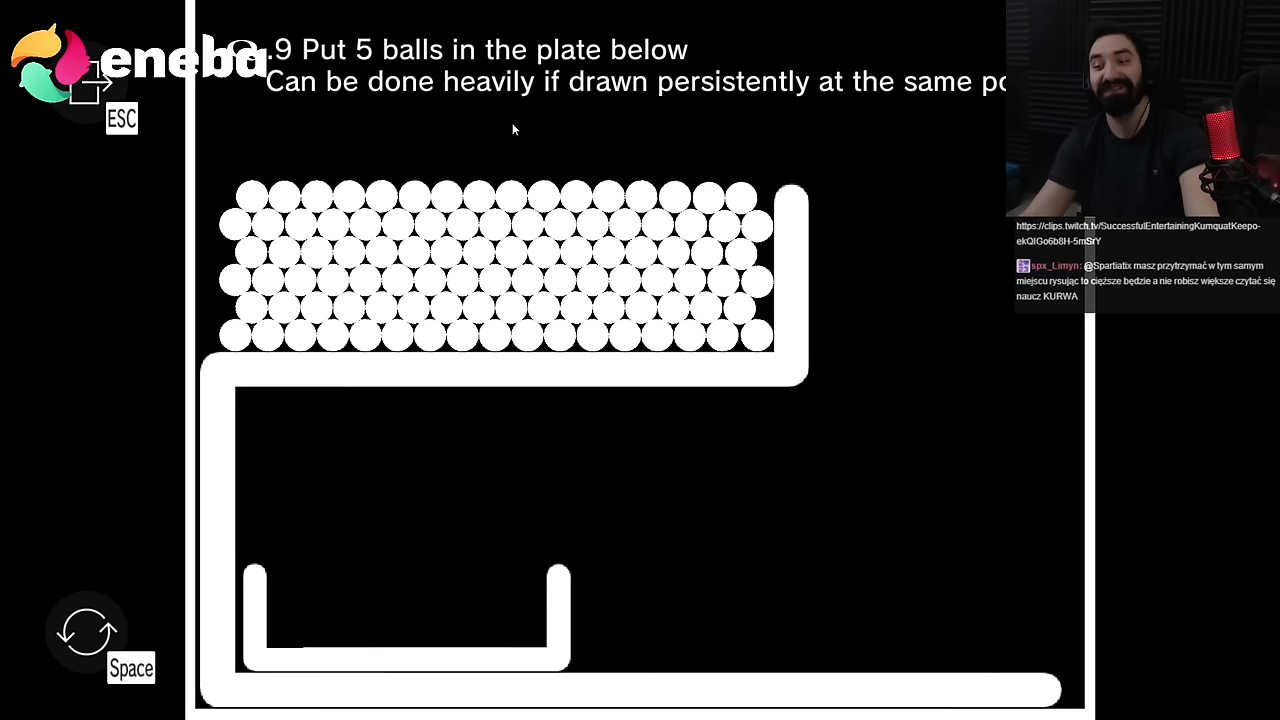 eneba
.9 Put 5 balls in the plate below
Can be done heavily if drawn persistently at the same po
ESC
https://clips.twitch.tv/SuccessfulEntertainingKumquatKeepo-
ekQIGo6b8H-5mSrY
spx_Limyn: @Spartiatix masz przytrzymać w tym samym
miejscu rysując to cięższe będzie a nie robisz większe czytać się
naucz KURWA
Space